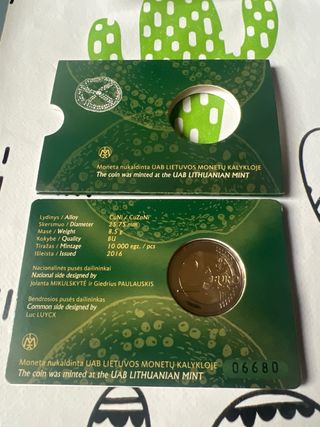 Moneta nukaldinta UAB LIETUVOS MONETŲ KALYKLOJE
The coin was minted at the UAB LITHUANIAN MINT
Lydinys / Alloy CuNi / CuZnNi
Skersmuo / Diameter 25.75 mm
Masė / Weight 8.5 g
Kokybė / Quality BU
Tiražas / Mintage 10 000 egz. / pcs
Išleista / Issued 2016
Nacionalinės pusės dailininkai
National side designed by
Jolanta MIKULSKYTĖ ir Giedrius PAULAUSKIS
Bendrosios pusės dailininkas
Common side designed by
Luc LUYCX
2 EURO
Moneta nukaldinta UAB LIETUVOS MONETŲ KALYKLOJE
The coin was minted at the UAB LITHUANIAN MINT
06680